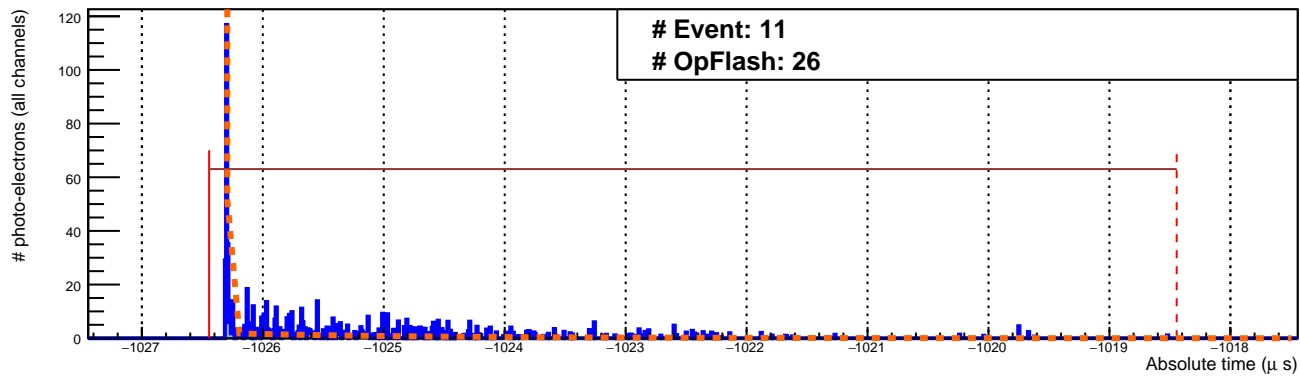 # Event: 11
# OpFlash: 26
# photo-electrons (all channels)
120
100
80
60
40
20
0
−1027 −1026 −1025 −1024 −1023 −1022 −1021 −1020 −1019 −1018
Absolute time (μ s)